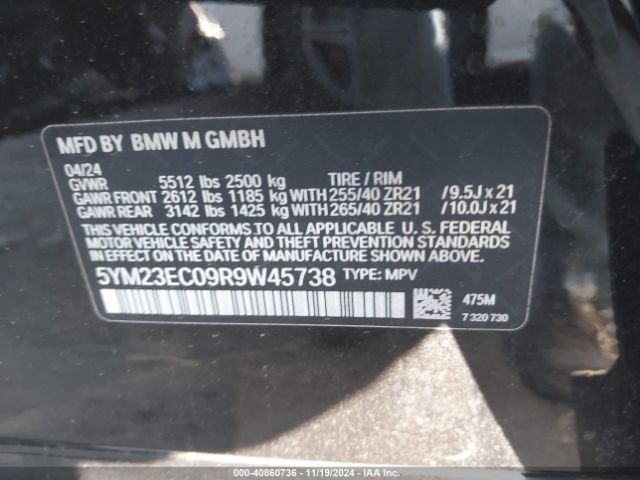 MFD BY BMW M GMBH
04/24
GVWR 5512 lbs 2500 kg TIRE / RIM
GAWR FRONT 2612 lbs 1185 kg WITH 255/40 ZR21 /9.5J x 21
GAWR REAR 3142 lbs 1425 kg WITH 265/40 ZR21 /10.0J x 21
THIS VEHICLE CONFORMS TO ALL APPLICABLE U. S. FEDERAL
MOTOR VEHICLE SAFETY, BUMPER, AND THEFT PREVENTION
STANDARDS IN EFFECT ON THE DATE OF MANUFACTURE
SHOWN ABOVE.
5YM23EC09R9W45738 TYPE: MPV
475M
7 320 730
000-40860736 - 11/19/2024 - IAA Inc.